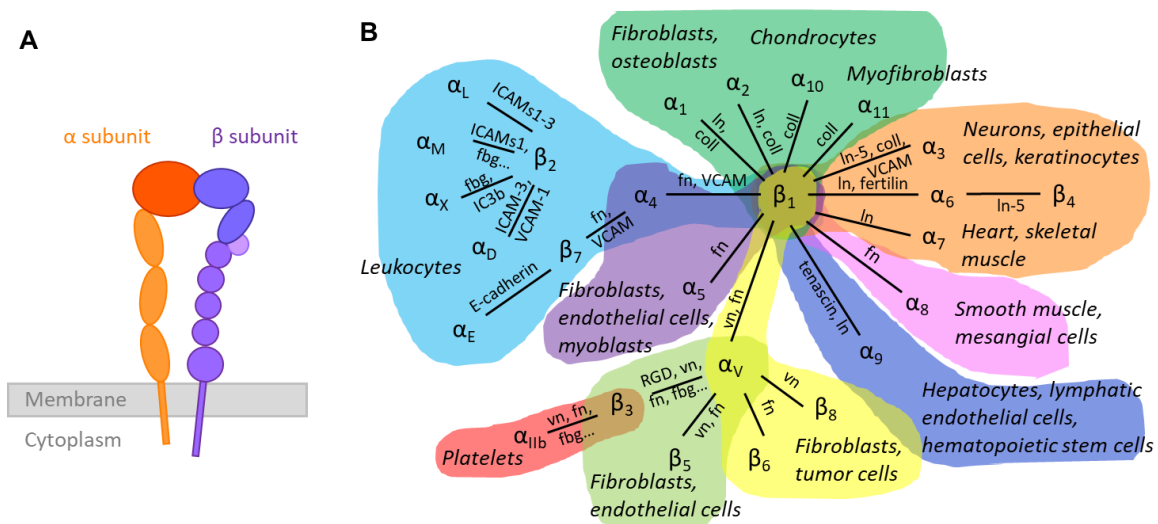 A
α subunit
β subunit
Membrane
Cytoplasm
B
Fibroblasts,
osteoblasts
Chondrocytes
Myofibroblasts
α1
α2
α10
α11
ln,
coll
ln, coll
coll
coll
αL
ICAMs1-3
αM
ICAMs1,
fbg...
β2
αX
fbg,
IC3b
ICAM-3
VCAM-1
αD
Leukocytes
β7
E-cadherin
αE
fn,
VCAM
α4
fn, VCAM
β1
ln-5, coll,
VCAM
α3
Neurons, epithelial
cells, keratinocytes
ln, fertilin
α6
ln-5
β4
ln
α7
Heart, skeletal
muscle
fn
α5
Fibroblasts,
endothelial cells,
myoblasts
fn
α8
Smooth muscle,
mesangial cells
tenascin, ln
α9
Hepatocytes, lymphatic
endothelial cells,
hematopoietic stem cells
vn, fn
αV
RGD, vn,
fn, fbg...
β3
vn, fn,
fbg...
αIIb
Platelets
vn, fn
β5
Fibroblasts,
endothelial cells
fn
β6
vn
β8
Fibroblasts,
tumor cells